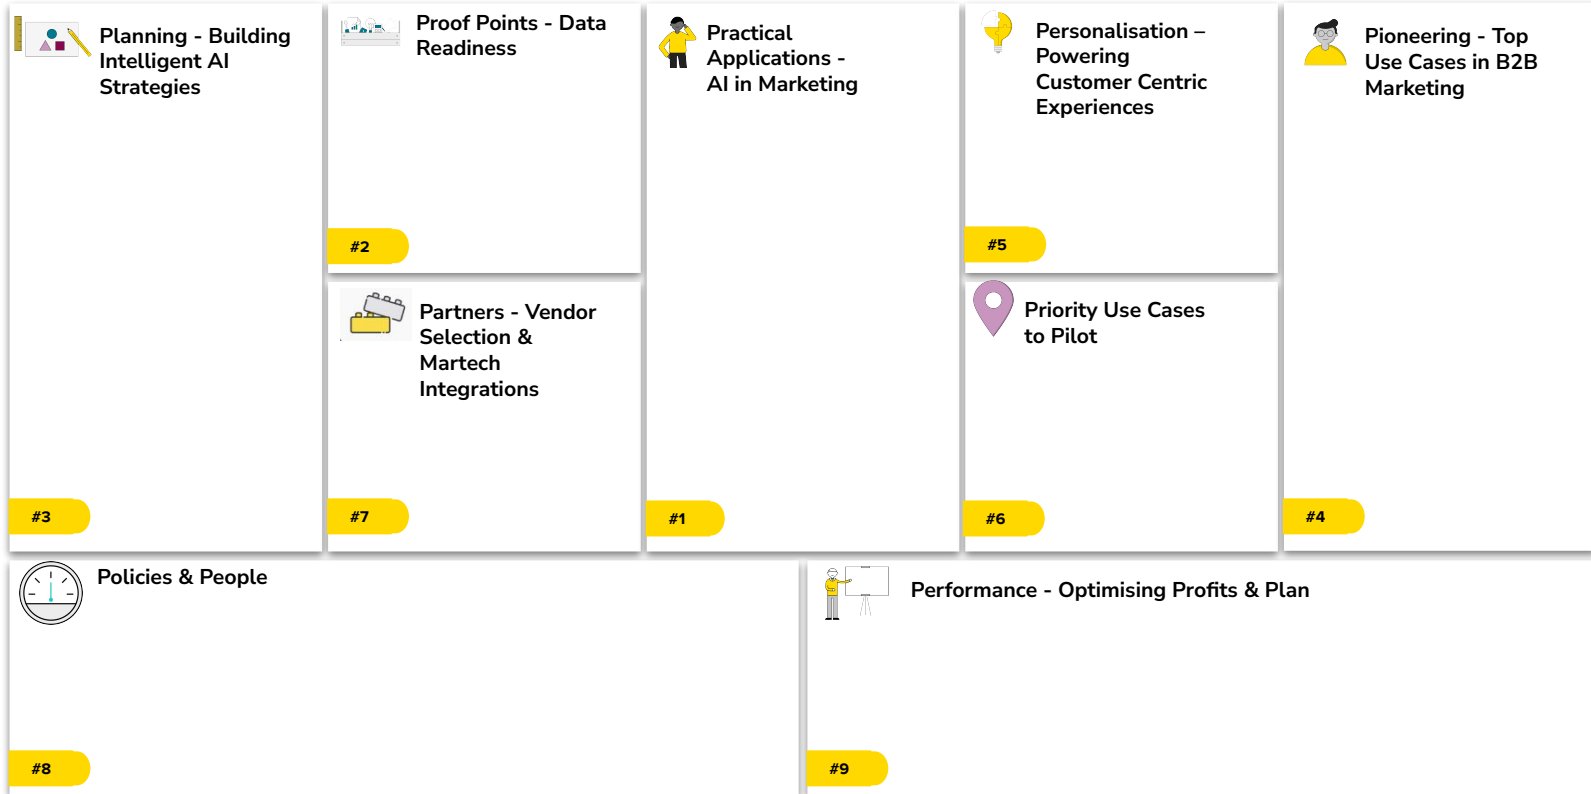 Planning - Building
Intelligent AI
Strategies
#3
Proof Points - Data
Readiness
#2
Partners - Vendor
Selection &
Martech
Integrations
#7
Practical
Applications -
AI in Marketing
#1
Personalisation –
Powering
Customer Centric
Experiences
#5
Priority Use Cases
to Pilot
#6
Pioneering - Top
Use Cases in B2B
Marketing
#4
Policies & People
#8
Performance - Optimising Profits & Plan
#9